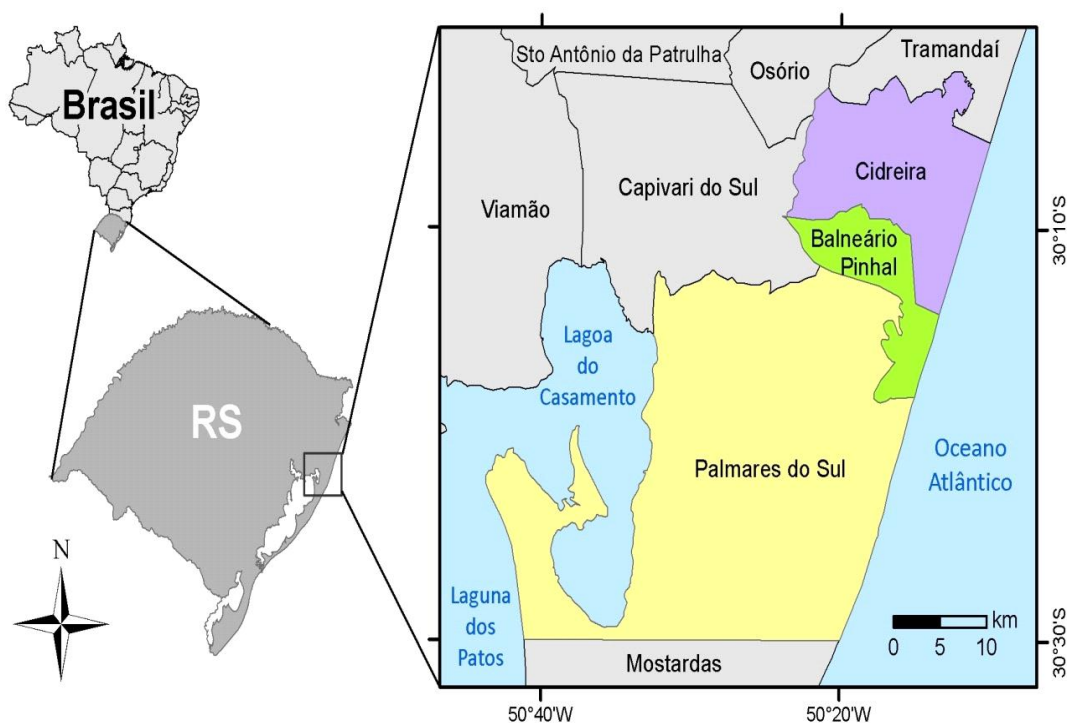 Brasil
RS
N
Sto Antônio da Patrulha
Osório
Tramandaí
Viamão
Capivari do Sul
Cidreira
Balneário
Pinhal
Lagoa
do
Casamento
Palmares do Sul
Oceano
Atlântico
Laguna
dos
Patos
Mostardas
km
0 5 10
30°10'S
30°30'S
50°40'W
50°20'W